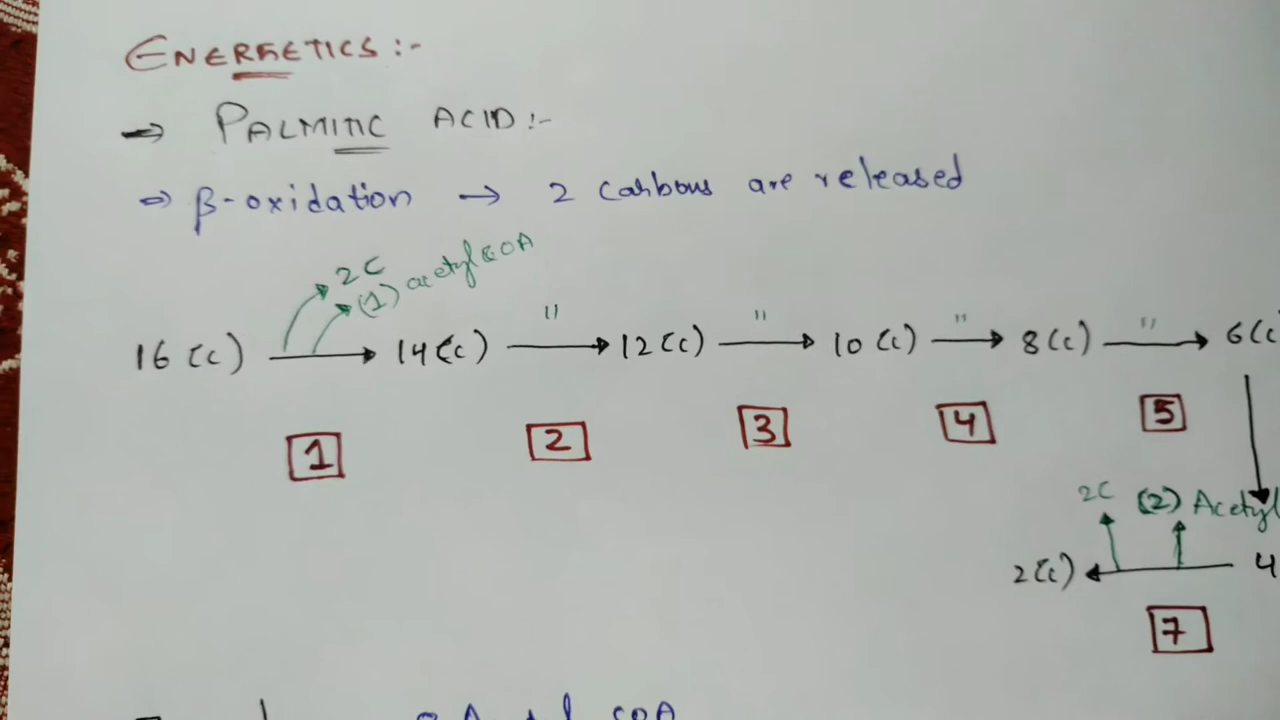 ENERGETICS :-
→ PALMITIC ACID :-
⇒ β-oxidation → 2 carbons are released
2C
(1) acetyl COA
16 (c) → 14 (c) → 12 (c) → 10 (c) → 8 (c) → 6 (c
" " " "
1 2 3 4 5
2C (2) Acetyl
2 (c) ← 4
7
COA